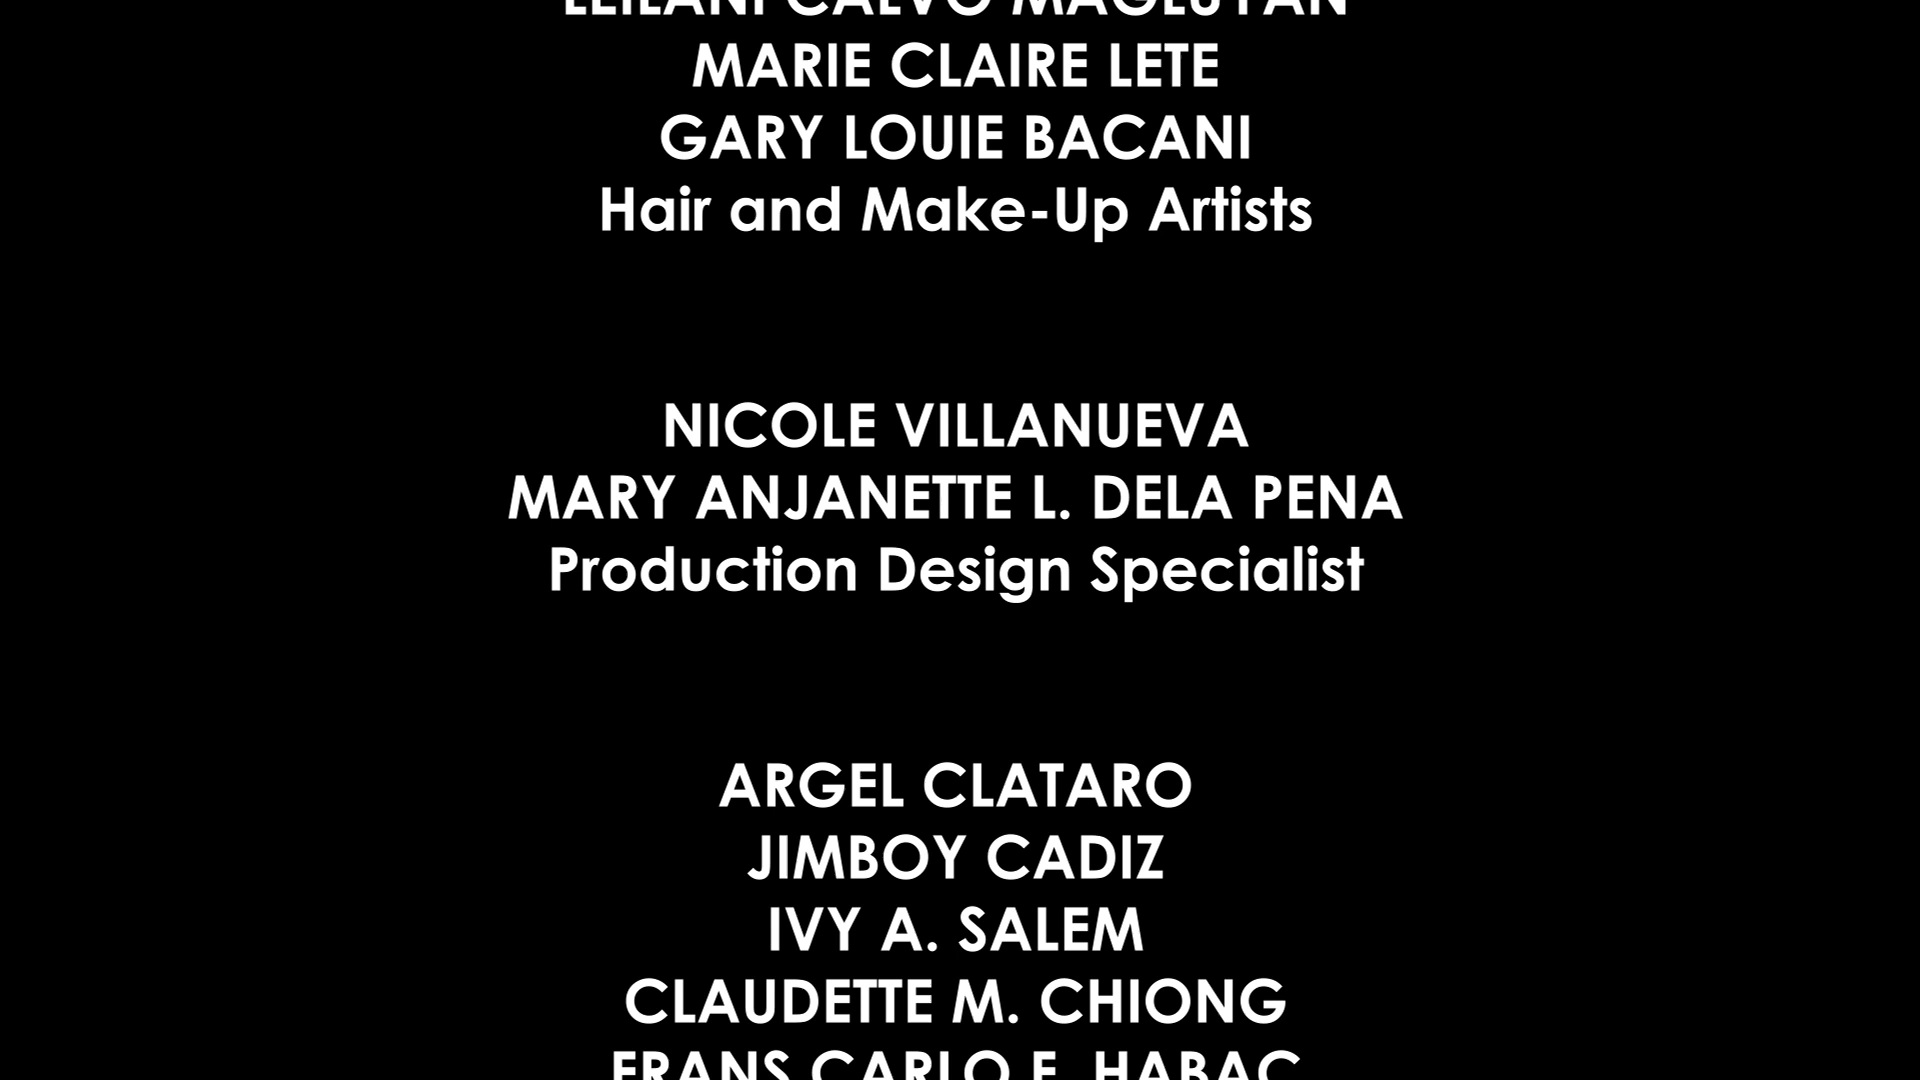 LEILANI CALVO MAGLUYAN
MARIE CLAIRE LETE
GARY LOUIE BACANI
Hair and Make-Up Artists
NICOLE VILLANUEVA
MARY ANJANETTE L. DELA PENA
Production Design Specialist
ARGEL CLATARO
JIMBOY CADIZ
IVY A. SALEM
CLAUDETTE M. CHIONG
FRANS CARLO HABAC